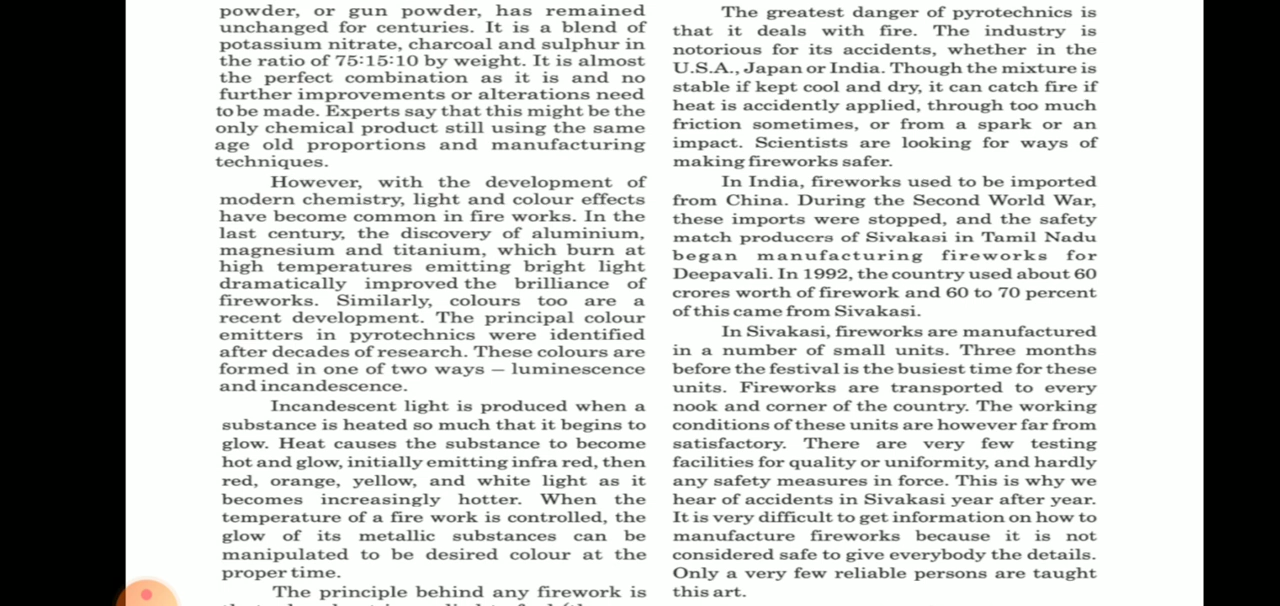 powder, or gun powder, has remained
unchanged for centuries. It is a blend of
potassium nitrate, charcoal and sulphur in
the ratio of 75:15:10 by weight. It is almost
the perfect combination as it is and no
further improvements or alterations need
to be made. Experts say that this might be the
only chemical product still using the same
age old proportions and manufacturing
techniques.
However, with the development of
modern chemistry, light and colour effects
have become common in fire works. In the
last century, the discovery of aluminium,
magnesium and titanium, which burn at
high temperatures emitting bright light
dramatically improved the brilliance of
fireworks. Similarly, colours too are a
recent development. The principal colour
emitters in pyrotechnics were identified
after decades of research. These colours are
formed in one of two ways – luminescence
and incandescence.
Incandescent light is produced when a
substance is heated so much that it begins to
glow. Heat causes the substance to become
hot and glow, initially emitting infra red, then
red, orange, yellow, and white light as it
becomes increasingly hotter. When the
temperature of a fire work is controlled, the
glow of its metallic substances can be
manipulated to be desired colour at the
proper time.
The principle behind any firework is
The greatest danger of pyrotechnics is
that it deals with fire. The industry is
notorious for its accidents, whether in the
U.S.A., Japan or India. Though the mixture is
stable if kept cool and dry, it can catch fire if
heat is accidently applied, through too much
friction sometimes, or from a spark or an
impact. Scientists are looking for ways of
making fireworks safer.
In India, fireworks used to be imported
from China. During the Second World War,
these imports were stopped, and the safety
match producers of Sivakasi in Tamil Nadu
began manufacturing fireworks for
Deepavali. In 1992, the country used about 60
crores worth of firework and 60 to 70 percent
of this came from Sivakasi.
In Sivakasi, fireworks are manufactured
in a number of small units. Three months
before the festival is the busiest time for these
units. Fireworks are transported to every
nook and corner of the country. The working
conditions of these units are however far from
satisfactory. There are very few testing
facilities for quality or uniformity, and hardly
any safety measures in force. This is why we
hear of accidents in Sivakasi year after year.
It is very difficult to get information on how to
manufacture fireworks because it is not
considered safe to give everybody the details.
Only a very few reliable persons are taught
this art.